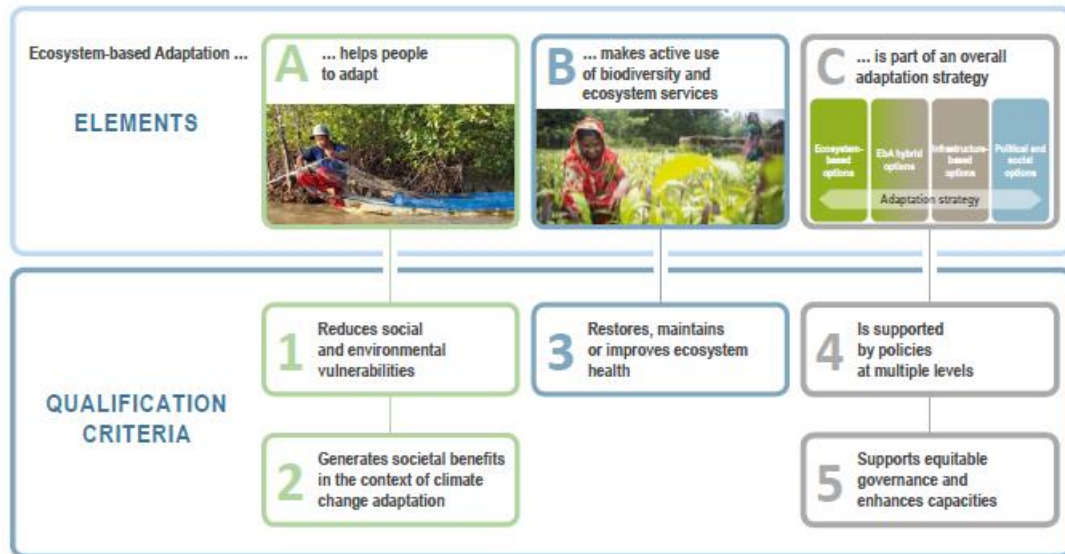 Ecosystem-based Adaptation ...
ELEMENTS
A
... helps people
to adapt
B
... makes active use
of biodiversity and
ecosystem services
C
... is part of an overall
adaptation strategy
Ecosystem-
based
options
EbA hybrid
options
Infrastructure-
based options
Political and
social options
Adaptation strategy
QUALIFICATION
CRITERIA
1
Reduces social
and environmental
vulnerabilities
2
Generates societal benefits
in the context of climate
change adaptation
3
Restores, maintains
or improves ecosystem
health
4
Is supported
by policies
at multiple levels
5
Supports equitable
governance and
enhances capacities